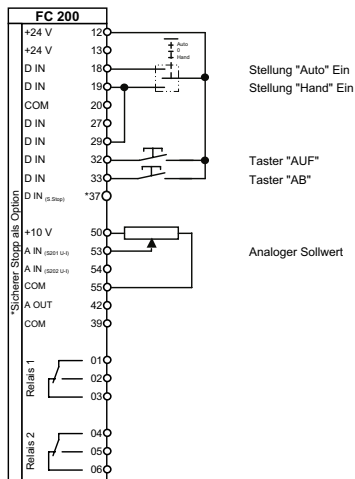 FC 200
+24 V 12
+24 V 13
D IN 18
D IN 19
COM 20
D IN 27
D IN 29
D IN 32
D IN 33
D IN (S.Stop) *37
+10 V 50
A IN (S201 U-I) 53
A IN (S202 U-I) 54
COM 55
A OUT 42
COM 39
*Sicherer Stopp als Option
Relais 1
01
02
03
Relais 2
04
05
06
Auto
0
Hand
Stellung "Auto" Ein
Stellung "Hand" Ein
Taster "AUF"
Taster "AB"
Analoger Sollwert